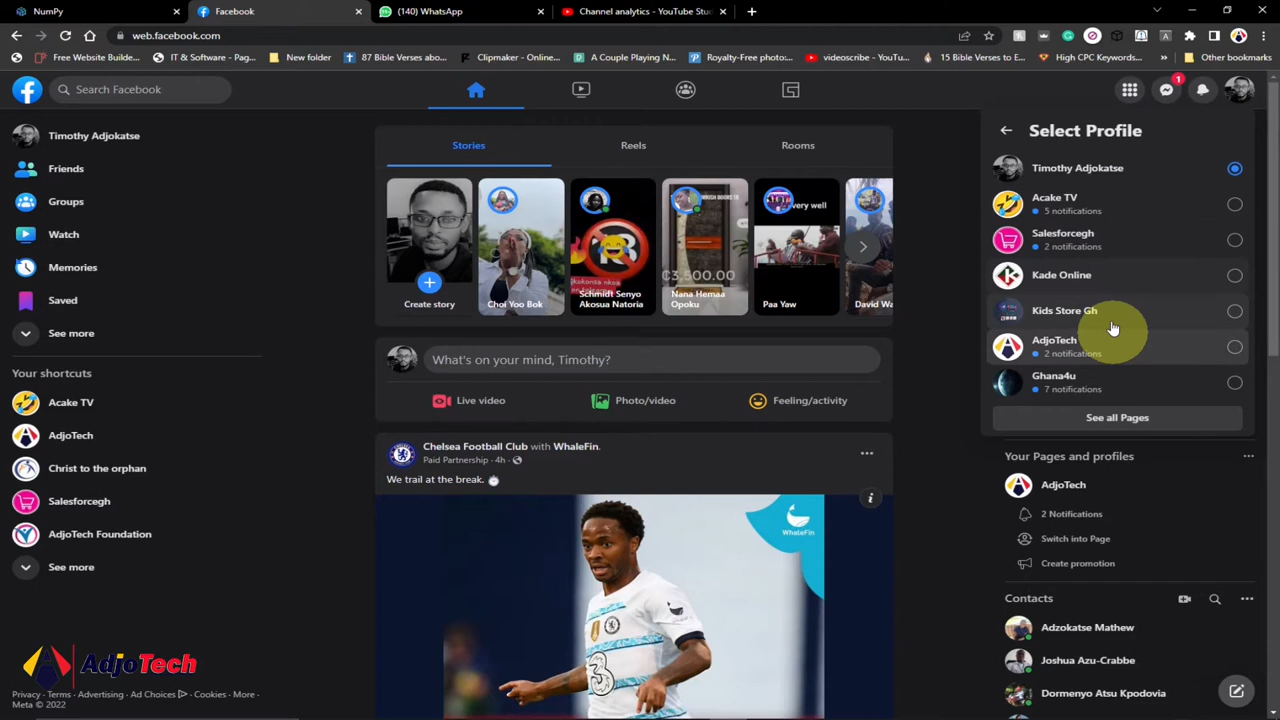 NumPy
Facebook
(140) WhatsApp
Channel analytics - YouTube Stu
web.facebook.com
Free Website Builde...
IT & Software - Pag...
New folder
87 Bible Verses abo...
Clipmaker - Online...
A Couple Playing N...
Royalty-Free photo:...
videoscribe - YouTu...
15 Bible Verses to E...
High CPC Keywords...
Other bookmarks
Search Facebook
1
Timothy Adjokatse
Friends
Groups
Watch
Memories
Saved
See more
Your shortcuts
Acake TV
AdjoTech
Christ to the orphan
Salesforcegh
AdjoTech Foundation
See more
AdjoTech
Privacy · Terms · Advertising · Ad Choices · Cookies · More ·
Meta © 2022
Stories
Reels
Rooms
Create story
Choi Yoo Bok
Schmidt Senyo
Akosua Natoria
₵3,500.00
Nana Hemaa
Opoku
very well
Paa Yaw
David Wa
What's on your mind, Timothy?
Live video
Photo/video
Feeling/activity
Chelsea Football Club with WhaleFin.
Paid Partnership · 4h ·
We trail at the break.
WhaleFin
3
Select Profile
Timothy Adjokatse
Acake TV
5 notifications
Salesforcegh
2 notifications
Kade Online
Kids Store Gh
AdjoTech
2 notifications
Ghana4u
7 notifications
See all Pages
Your Pages and profiles
AdjoTech
2 Notifications
Switch into Page
Create promotion
Contacts
Adzokatse Mathew
Joshua Azu-Crabbe
Dormenyo Atsu Kpodovia